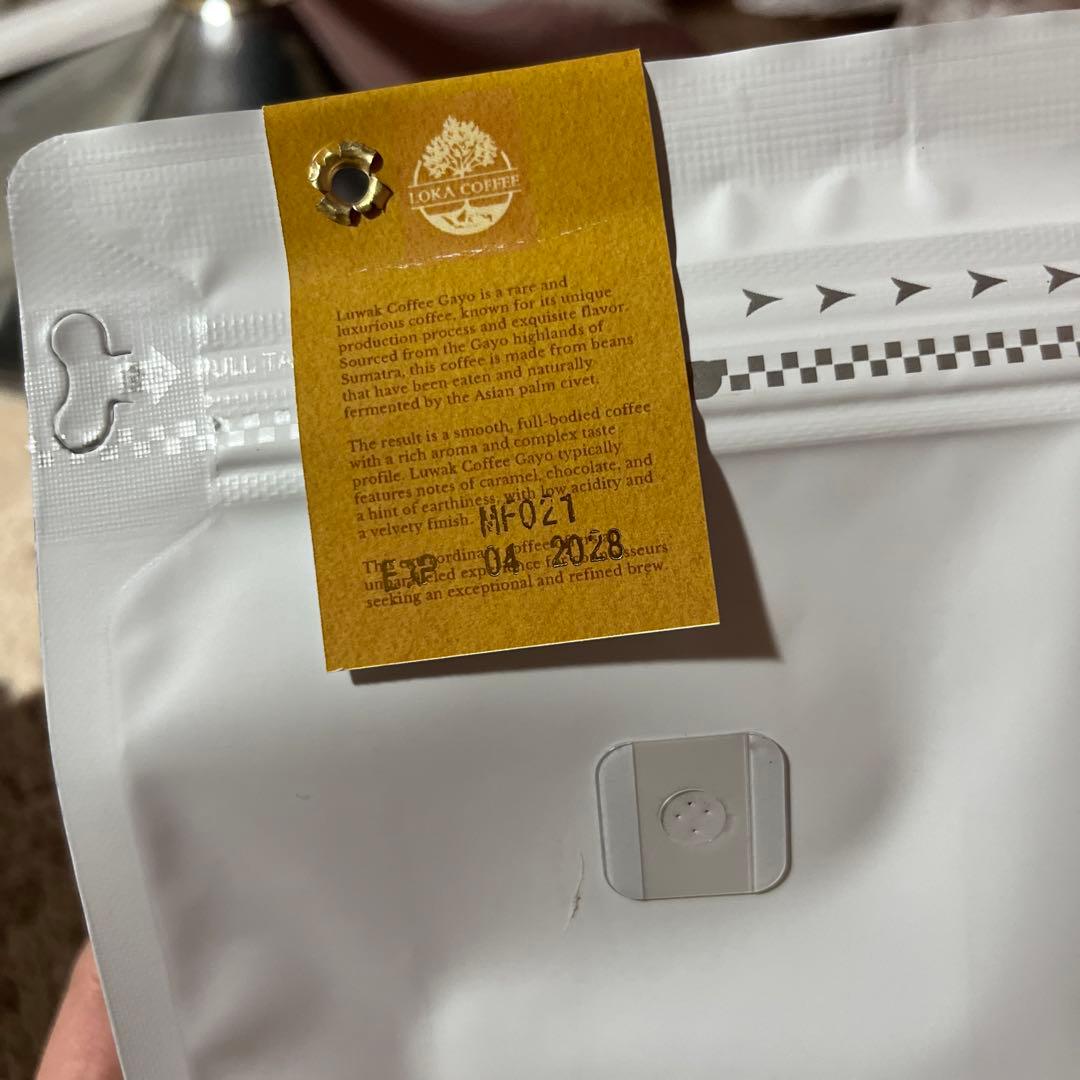 LOKA COFFEE
Luwak Coffee Gayo is a rare and
luxurious coffee, known for its unique
production process and exquisite flavor.
Sourced from the Gayo highlands of
Sumatra, this coffee is made from beans
that have been eaten and naturally
fermented by the Asian palm civet.
The result is a smooth, full-bodied coffee
with a rich aroma and complex taste
profile. Luwak Coffee Gayo typically
features notes of caramel, chocolate, and
a hint of earthiness, with low acidity and
a velvety finish.
MF021
EXP 04 2028
seeking an exceptional and refined brew.